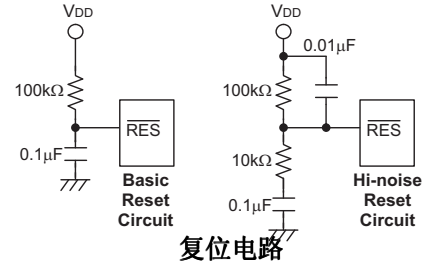 VDD
100kΩ
RES
0.1μF
Basic
Reset
Circuit
VDD
0.01μF
100kΩ
RES
10kΩ
0.1μF
Hi-noise
Reset
Circuit
复位电路